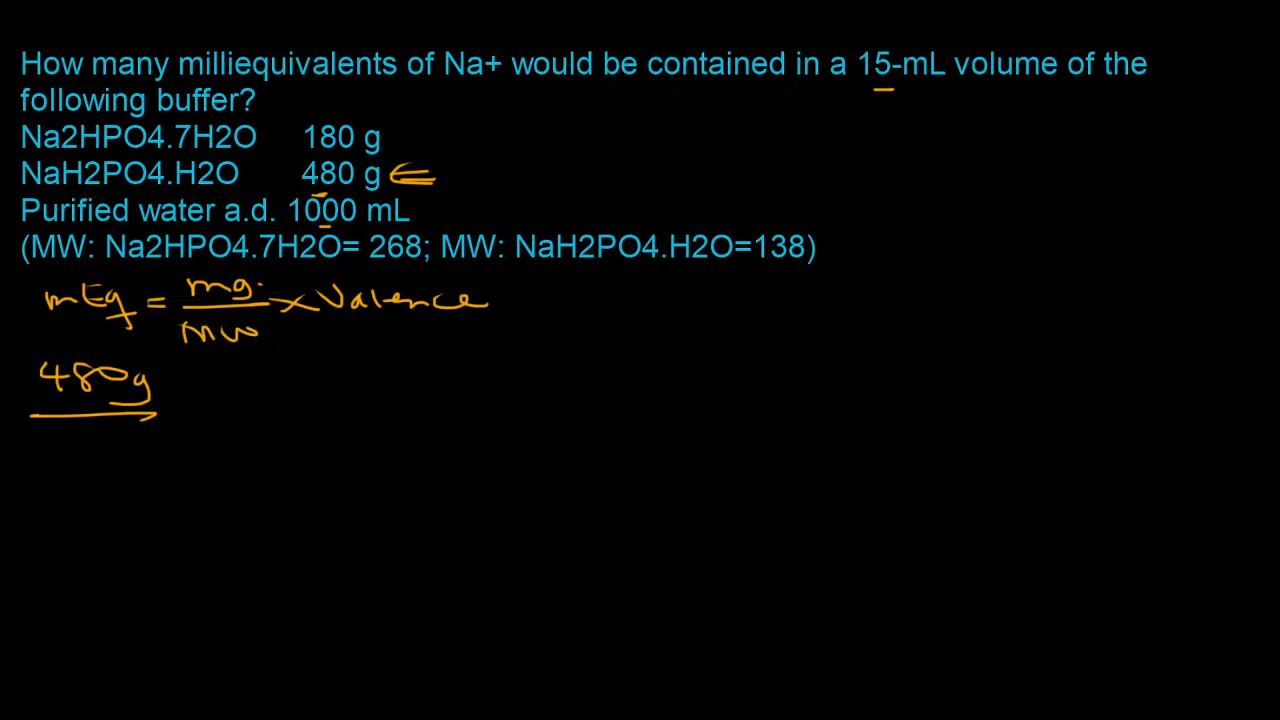 How many milliequivalents of Na+ would be contained in a 15-mL volume of the
following buffer?
Na2HPO4.7H2O 180 g
NaH2PO4.H2O 480 g
Purified water a.d. 1000 mL
(MW: Na2HPO4.7H2O= 268; MW: NaH2PO4.H2O=138)
mEq = mg. / MW × Valence
480g